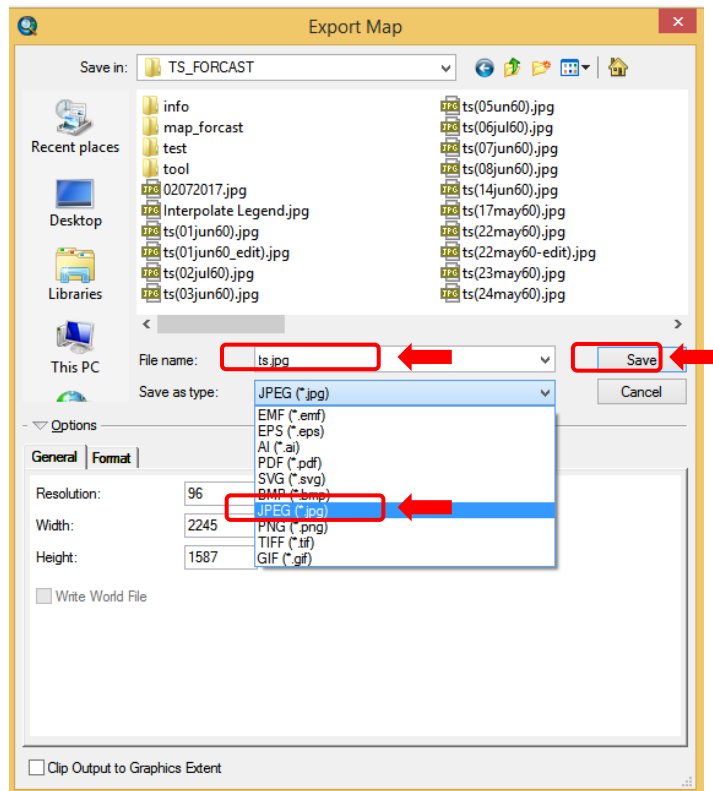 Export Map
Save in: TS_FORCAST
Recent places
Desktop
Libraries
This PC
info
map_forcast
test
tool
02072017.jpg
Interpolate Legend.jpg
ts(01jun60).jpg
ts(01jun60_edit).jpg
ts(02jul60).jpg
ts(03jun60).jpg
ts(05un60).jpg
ts(06jul60).jpg
ts(07jun60).jpg
ts(08jun60).jpg
ts(14jun60).jpg
ts(17may60).jpg
ts(22may60).jpg
ts(22may60-edit).jpg
ts(23may60).jpg
ts(24may60).jpg
File name: ts.jpg Save
Save as type: JPEG (*.jpg) Cancel
EMF (*.emf)
EPS (*.eps)
AI (*.ai)
PDF (*.pdf)
SVG (*.svg)
BMP (*.bmp)
JPEG (*.jpg)
PNG (*.png)
TIFF (*.tif)
GIF (*.gif)
Options
General Format
Resolution: 96
Width: 2245
Height: 1587
Write World File
Clip Output to Graphics Extent